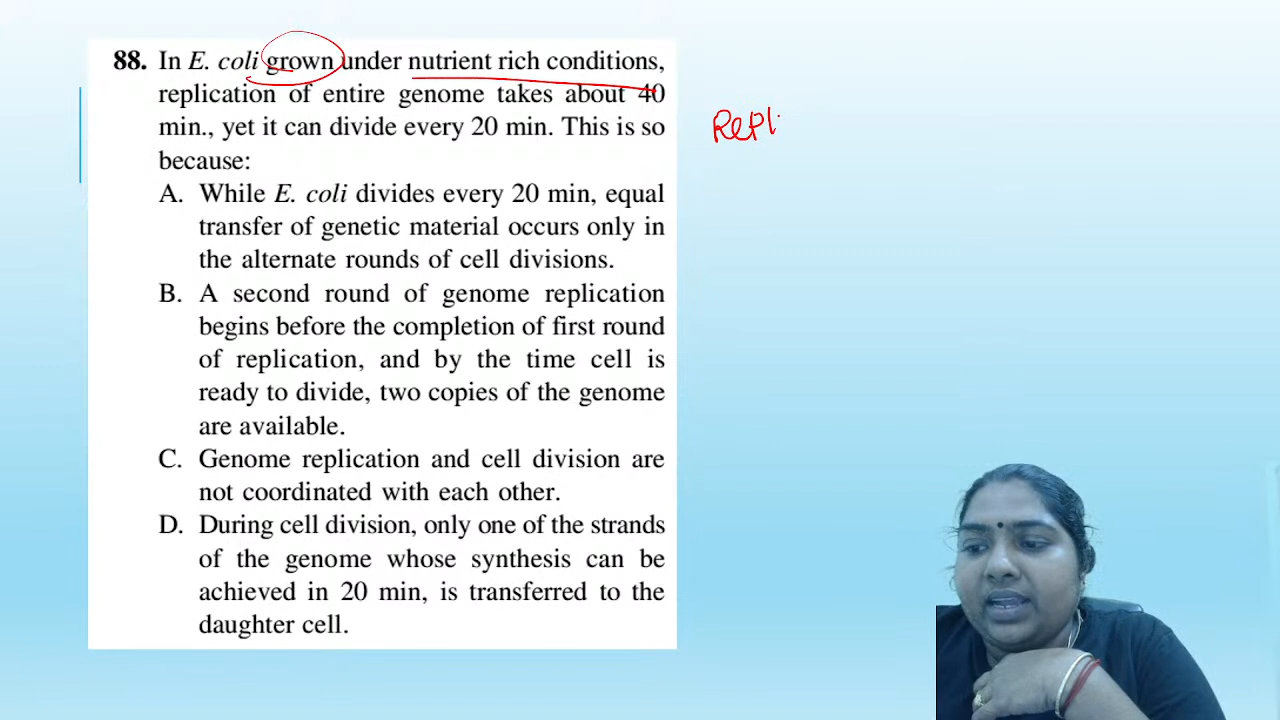 88. In E. coli grown under nutrient rich conditions,
replication of entire genome takes about 40
min., yet it can divide every 20 min. This is so
because:
A. While E. coli divides every 20 min, equal
transfer of genetic material occurs only in
the alternate rounds of cell divisions.
B. A second round of genome replication
begins before the completion of first round
of replication, and by the time cell is
ready to divide, two copies of the genome
are available.
C. Genome replication and cell division are
not coordinated with each other.
D. During cell division, only one of the strands
of the genome whose synthesis can be
achieved in 20 min, is transferred to the
daughter cell.
Repl